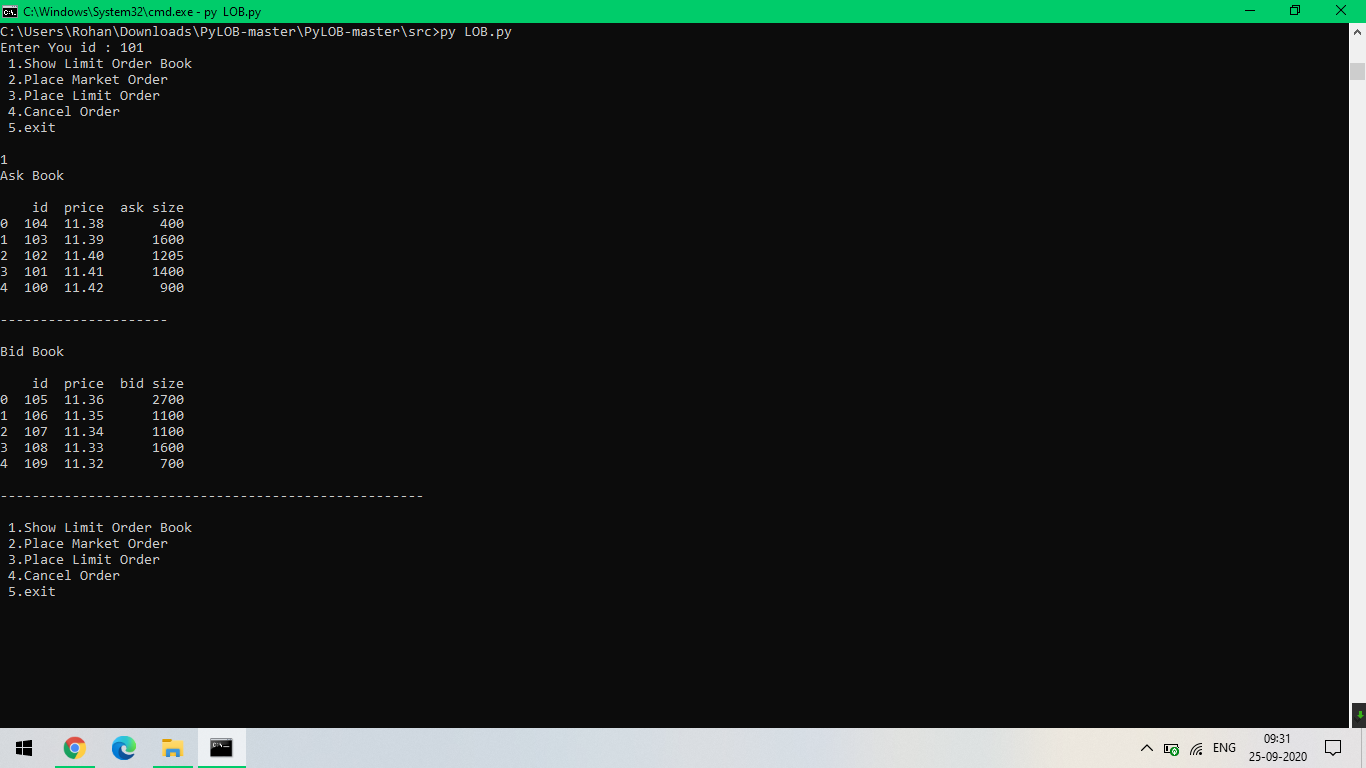 C:\Windows\System32\cmd.exe - py  LOB.py
C:\Users\Rohan\Downloads\PyLOB-master\PyLOB-master\src>py LOB.py
Enter You id : 101
 1.Show Limit Order Book
 2.Place Market Order
 3.Place Limit Order
 4.Cancel Order
 5.exit

1
Ask Book

    id  price  ask size
0  104  11.38       400
1  103  11.39      1600
2  102  11.40      1205
3  101  11.41      1400
4  100  11.42       900

---------------------

Bid Book

    id  price  bid size
0  105  11.36      2700
1  106  11.35      1100
2  107  11.34      1100
3  108  11.33      1600
4  109  11.32       700

-----------------------------------------------------

 1.Show Limit Order Book
 2.Place Market Order
 3.Place Limit Order
 4.Cancel Order
 5.exit
ENG
09:31
25-09-2020